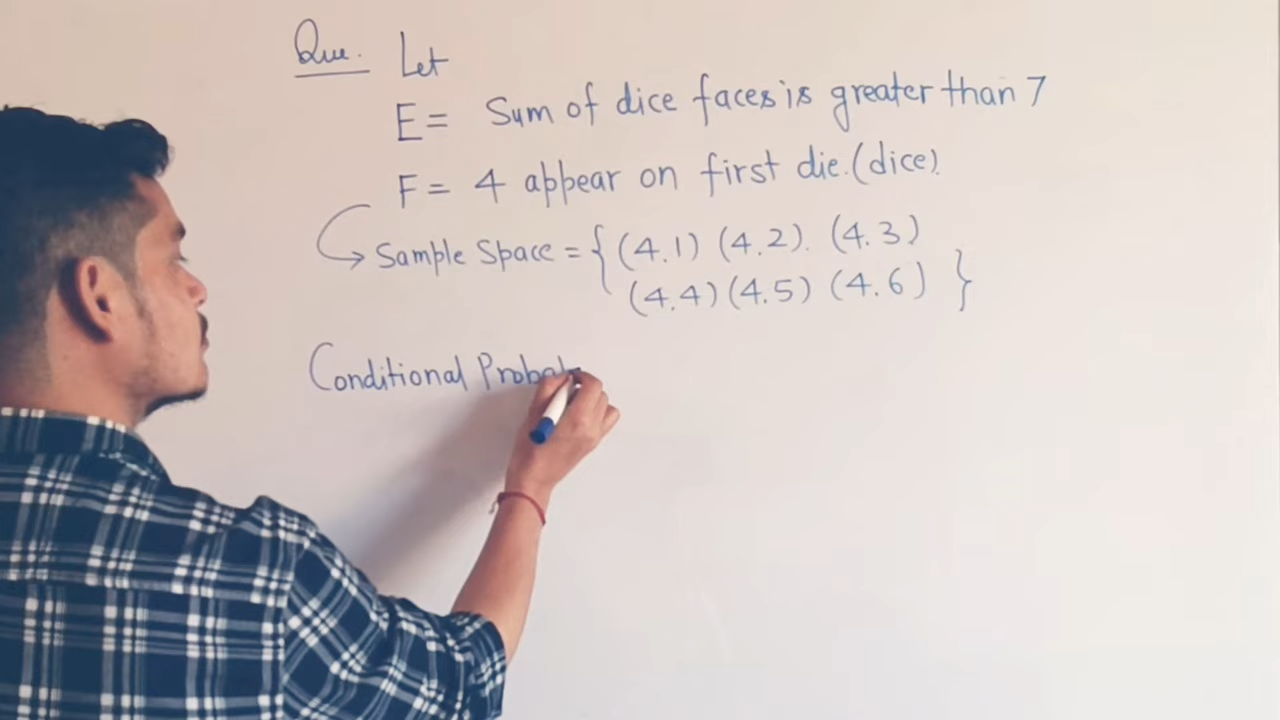 Que. Let
E = Sum of dice faces is greater than 7
F = 4 appear on first die. (dice).
Sample Space = { (4.1) (4.2). (4.3)
(4.4) (4.5) (4.6) }
Conditional Probab